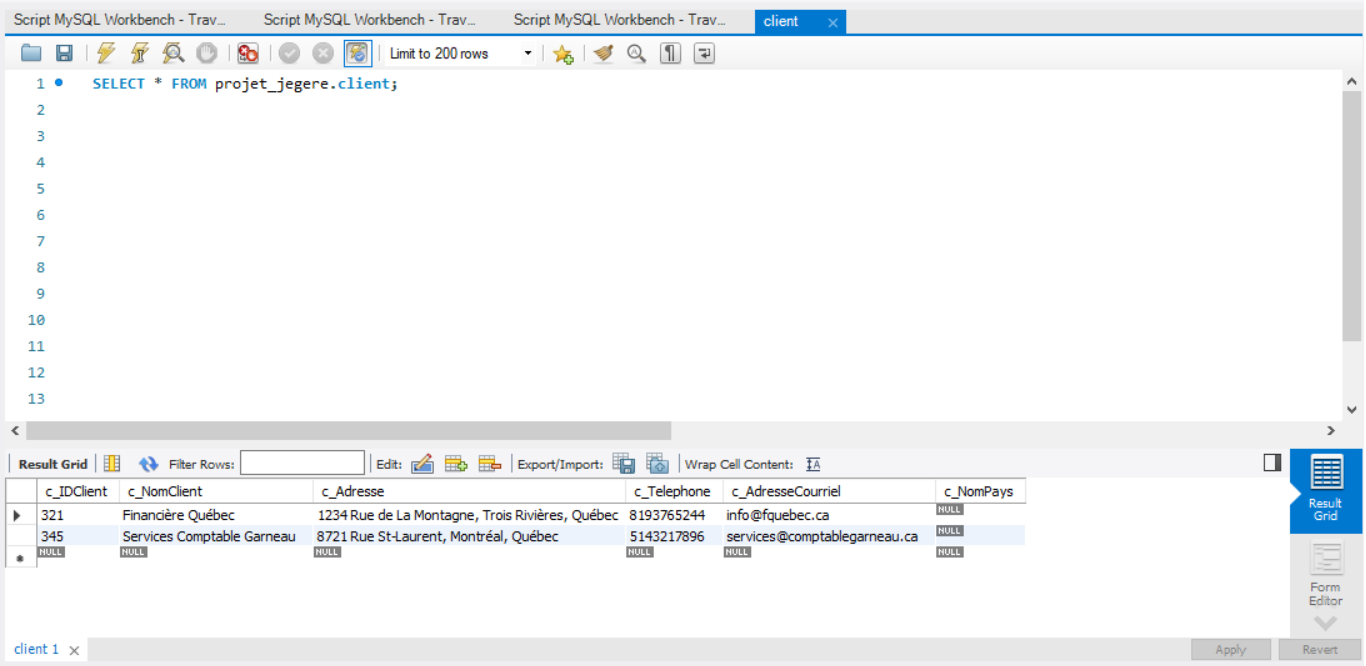 Script MySQL Workbench - Trav... Script MySQL Workbench - Trav... Script MySQL Workbench - Trav... client ×
Limit to 200 rows
1 SELECT * FROM projet_jegere.client;
2
3
4
5
6
7
8
9
10
11
12
13
Result Grid Filter Rows: Edit: Export/Import: Wrap Cell Content: IA
c_IDClient c_NomClient c_Adresse c_Telephone c_AdresseCourriel c_NomPays
321 Financière Québec 1234 Rue de La Montagne, Trois Rivières, Québec 8193765244 info@fquebec.ca NULL
345 Services Comptable Garneau 8721 Rue St-Laurent, Montréal, Québec 5143217896 services@comptablegarneau.ca NULL
NULL NULL NULL NULL NULL NULL
Result
Grid
Form
Editor
client 1 × Apply Revert